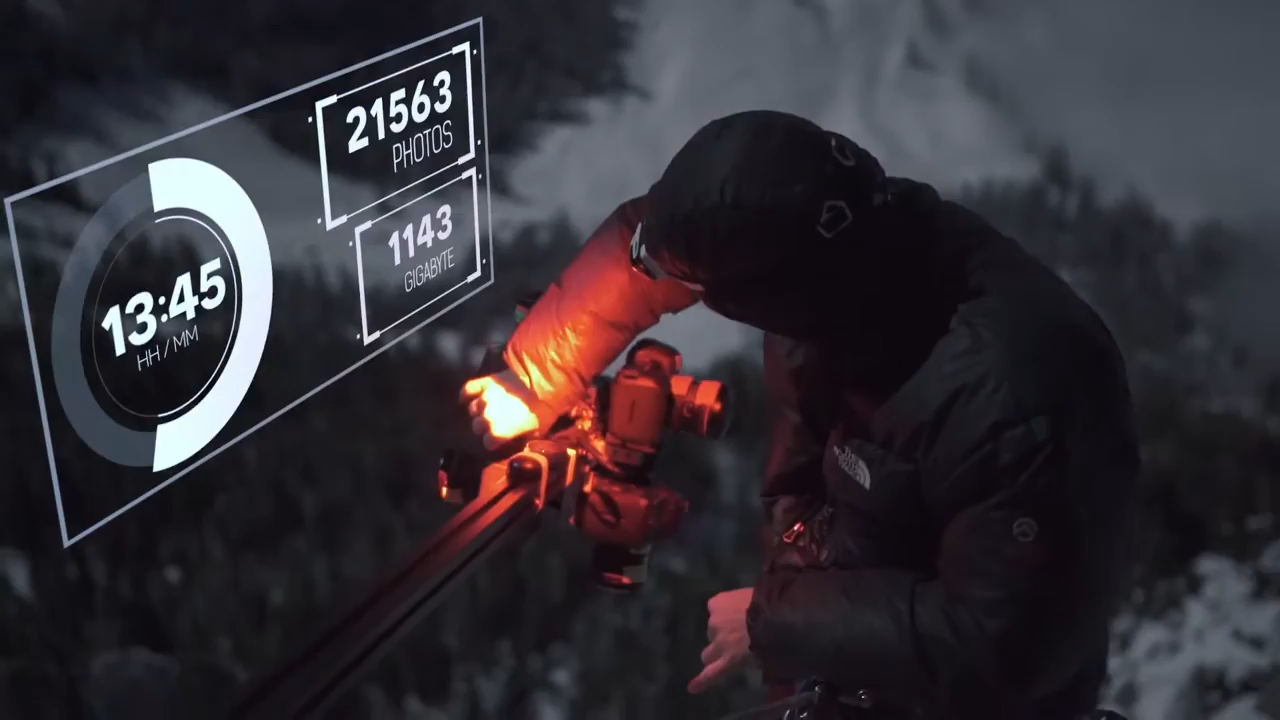 21563
PHOTOS
1143
GIGABYTE
13:45
HH / MM
THE
NORTH
FACE